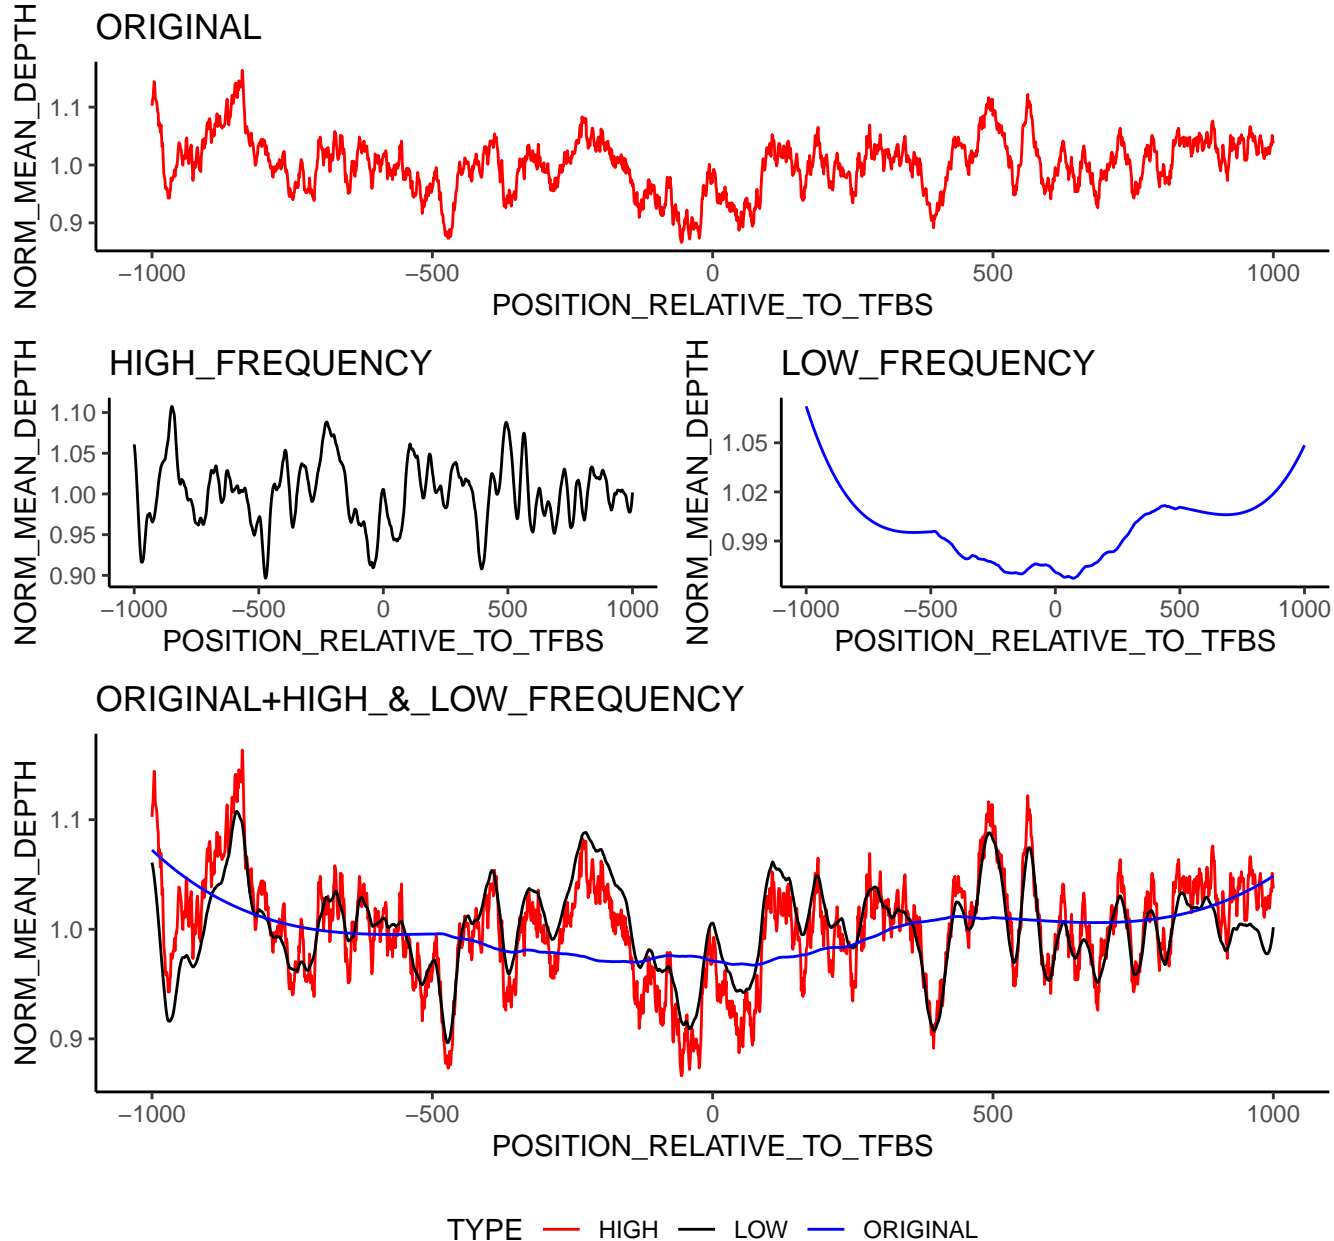 ORIGINAL
NORM_MEAN_DEPTH
1.1
1.0
0.9
−1000 −500 0 500 1000
POSITION_RELATIVE_TO_TFBS
HIGH_FREQUENCY
NORM_MEAN_DEPTH
1.10
1.05
1.00
0.95
0.90
−1000 −500 0 500 1000
POSITION_RELATIVE_TO_TFBS
LOW_FREQUENCY
NORM_MEAN_DEPTH
1.05
1.02
0.99
−1000 −500 0 500 1000
POSITION_RELATIVE_TO_TFBS
ORIGINAL+HIGH_&_LOW_FREQUENCY
NORM_MEAN_DEPTH
1.1
1.0
0.9
−1000 −500 0 500 1000
POSITION_RELATIVE_TO_TFBS
TYPE HIGH LOW ORIGINAL